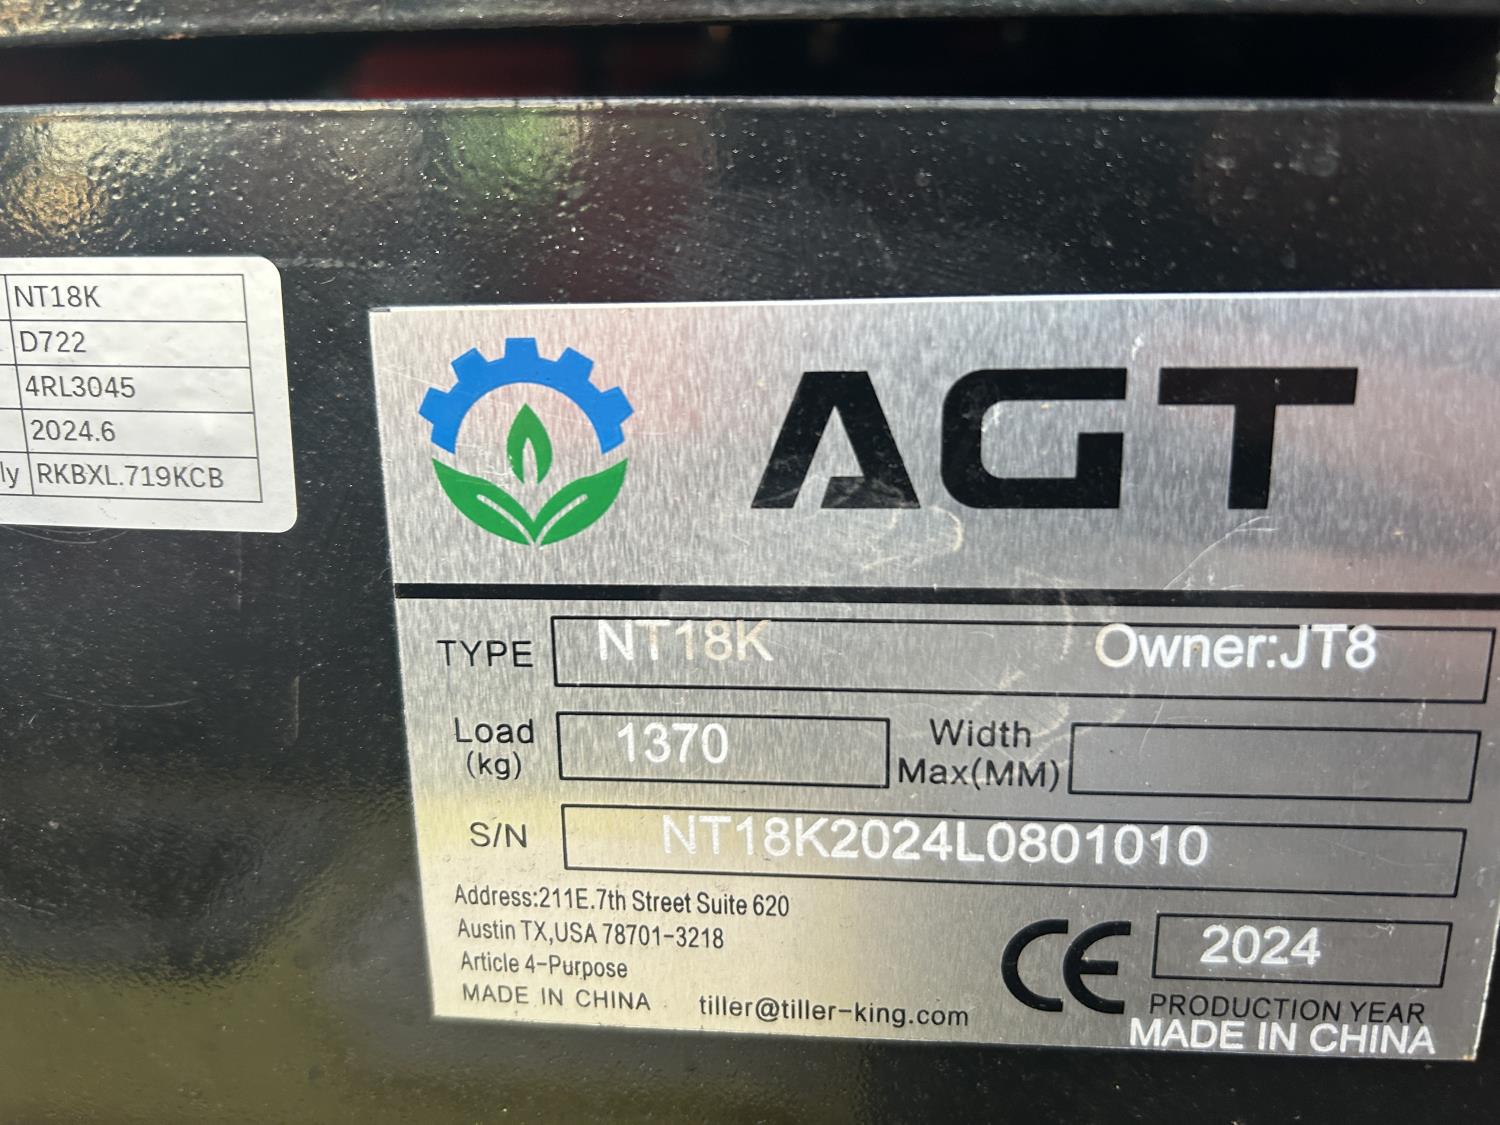 NT18K
D722
4RL3045
2024.6
ly RKBXL.719KCB
AGT
TYPE NT18K Owner:JT8
Load (kg) 1370 Width Max(MM)
S/N NT18K2024L0801010
Address:211E.7th Street Suite 620
Austin TX,USA 78701-3218
Article 4-Purpose
MADE IN CHINA tiller@tiller-king.com
CE 2024
PRODUCTION YEAR
MADE IN CHINA